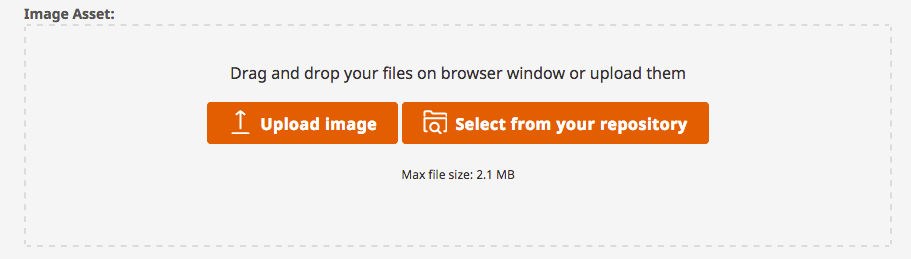 Image Asset:
Drag and drop your files on browser window or upload them
Upload image
Select from your repository
Max file size: 2.1 MB